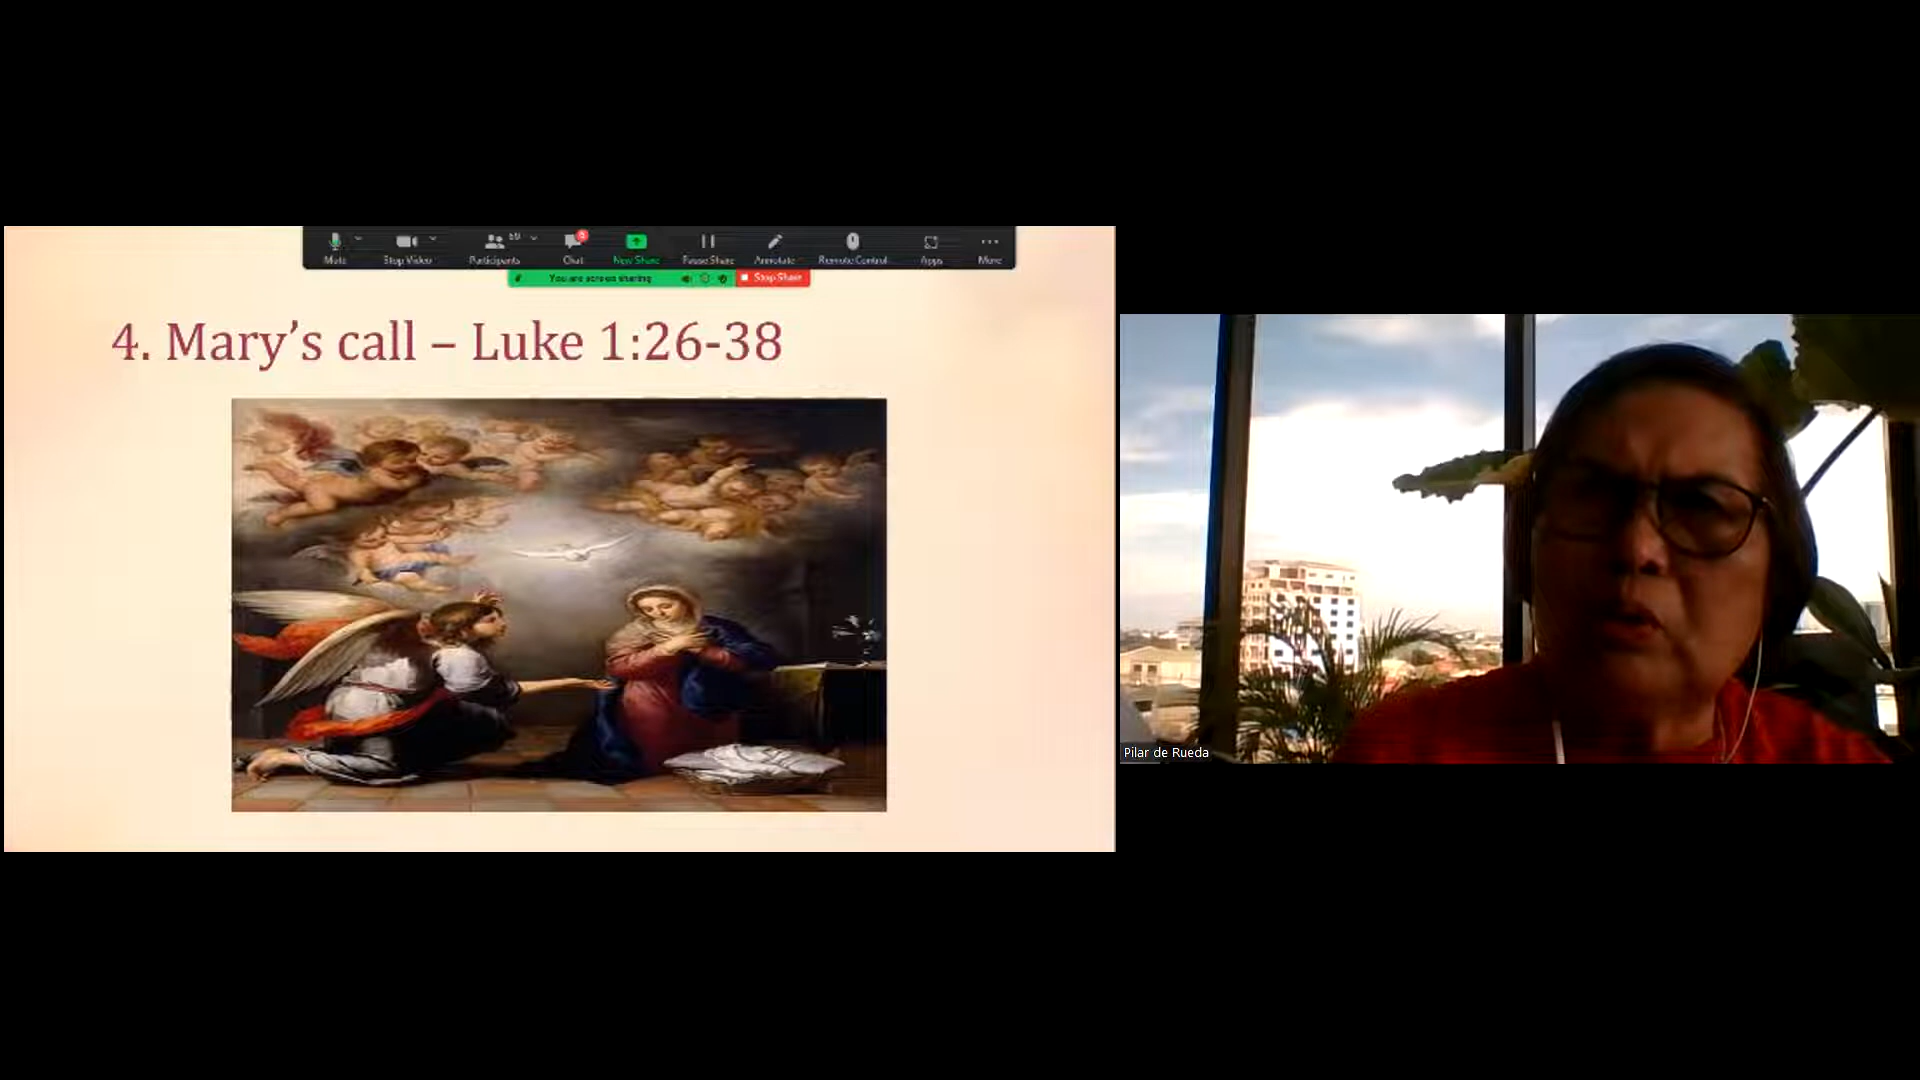 Mute
Stop Video
Participants
Chat
New Share
Pause Share
Annotate
Remote Control
Apps
More
You are screen sharing
Stop Share
4. Mary’s call – Luke 1:26-38
Pilar de Rueda